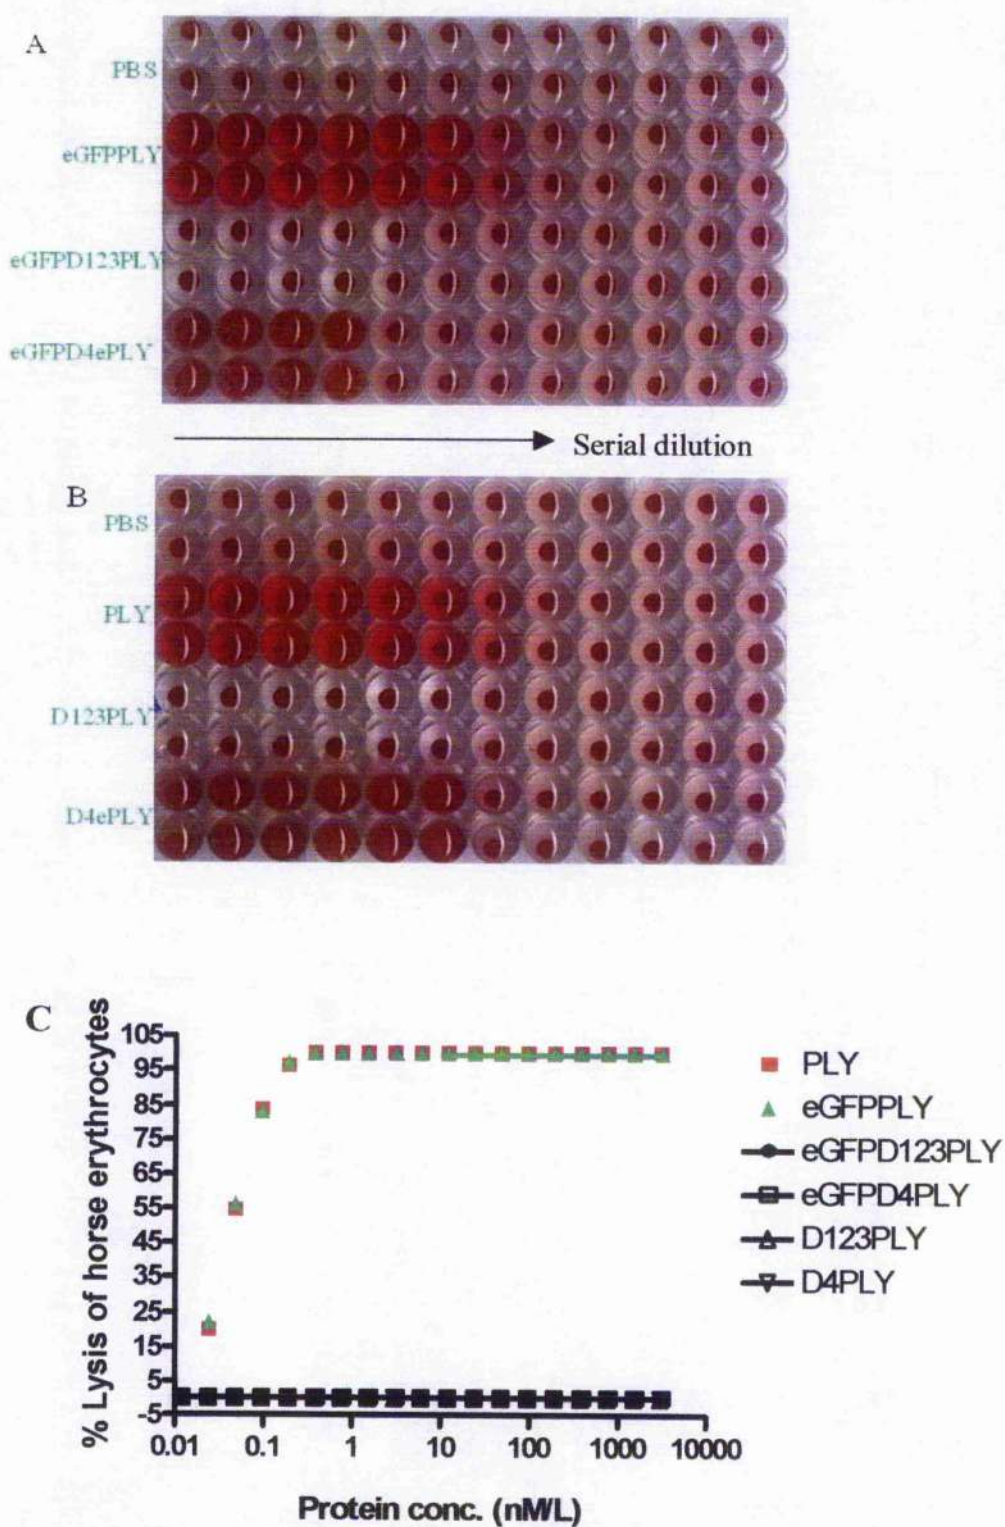 A
PBS
eGFPPLY
eGFPD123PLY
eGFPD4ePLY
Serial dilution
B
PBS
PLY
D123PLY
D4ePLY
C
% Lysis of horse erythrocytes
105
95
85
75
65
55
45
35
25
15
5
-5
0.01 0.1 1 10 100 1000 10000
Protein conc. (nM/L)
PLY
eGFPPLY
eGFPD123PLY
eGFPD4PLY
D123PLY
D4PLY